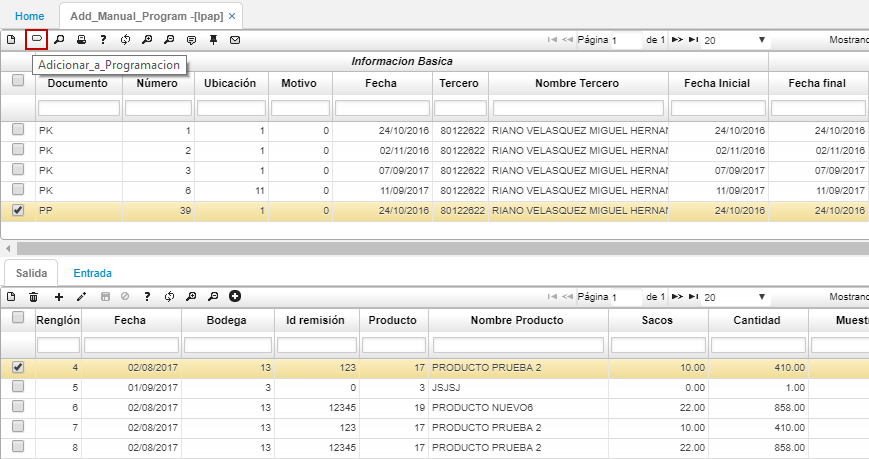 Home Add_Manual_Program -[Ipap] ×
Página 1 de 1 20 Mostrand
Adicionar_a_Programacion
Informacion Basica
Documento Número Ubicación Motivo Fecha Tercero Nombre Tercero Fecha Inicial Fecha final
PK 1 1 0 24/10/2016 80122622 RIANO VELASQUEZ MIGUEL HERNAN 24/10/2016 24/10/2016
PK 2 1 0 02/11/2016 80122622 RIANO VELASQUEZ MIGUEL HERNAN 02/11/2016 02/11/2016
PK 3 1 0 07/09/2017 80122622 RIANO VELASQUEZ MIGUEL HERNAN 07/09/2017 07/09/2017
PK 6 11 0 11/09/2017 80122622 RIANO VELASQUEZ MIGUEL HERNAN 11/09/2017 11/09/2017
PP 39 1 0 24/10/2016 80122622 RIANO VELASQUEZ MIGUEL HERNAN 24/10/2016 24/10/2016
Salida Entrada
Página 1 de 1 20 Mostrand
Renglón Fecha Bodega Id remisión Producto Nombre Producto Sacos Cantidad Muest
4 02/08/2017 13 123 17 PRODUCTO PRUEBA 2 10.00 410.00
5 01/09/2017 3 0 3 JSJSJ 0.00 1.00
6 02/08/2017 13 12345 19 PRODUCTO NUEVO6 22.00 858.00
7 02/08/2017 13 123 17 PRODUCTO PRUEBA 2 10.00 410.00
8 02/08/2017 13 12345 17 PRODUCTO PRUEBA 2 22.00 858.00